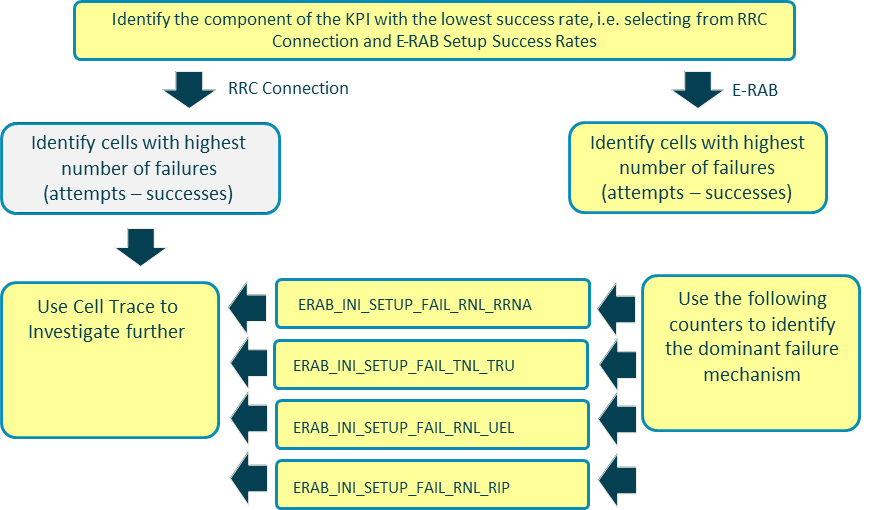 Identify the component of the KPI with the lowest success rate, i.e. selecting from RRC
Connection and E-RAB Setup Success Rates
RRC Connection
E-RAB
Identify cells with highest
number of failures
(attempts – successes)
Identify cells with highest
number of failures
(attempts – successes)
Use Cell Trace to
Investigate further
ERAB_INI_SETUP_FAIL_RNL_RRNA
ERAB_INI_SETUP_FAIL_TNL_TRU
ERAB_INI_SETUP_FAIL_RNL_UEL
ERAB_INI_SETUP_FAIL_RNL_RIP
Use the following
counters to identify
the dominant failure
mechanism